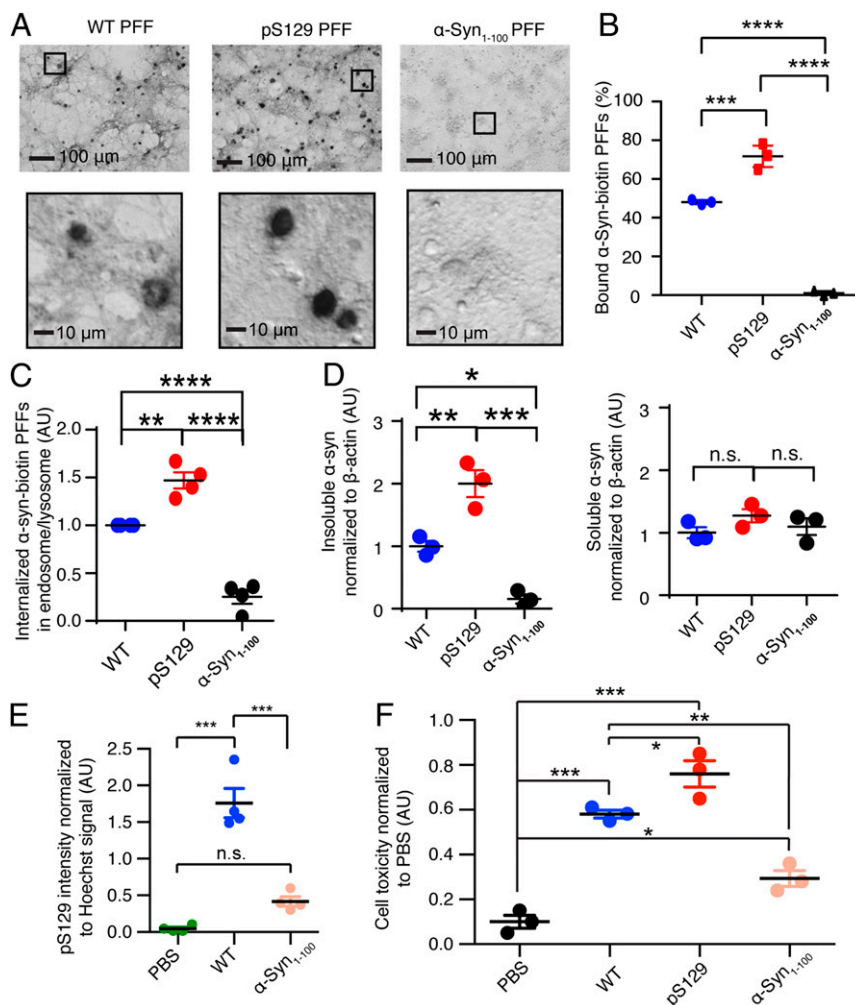 A
WT PFF
pS129 PFF
α-Syn1-100 PFF
100 µm
100 µm
100 µm
10 µm
10 µm
10 µm
B
****
****
***
Bound α-Syn-biotin PFFs (%)
100
80
60
40
20
0
WT
pS129
α-Syn1-100
C
****
**
****
Internalized α-syn-biotin PFFs
in endosome/lysosome (AU)
2.0
1.5
1.0
0.25
0.0
WT
pS129
α-Syn1-100
D
*
**
***
Insoluble α-syn
normalized to β-actin (AU)
3
2
1
0
WT
pS129
α-Syn1-100
n.s.
n.s.
Soluble α-syn
normalized to β-actin (AU)
3
2
1
0
WT
pS129
α-Syn1-100
E
***
***
n.s.
pS129 intensity normalized
to Hoechst signal (AU)
2.5
2.0
1.5
1.0
0.5
0.0
PBS
WT
α-Syn1-100
F
***
**
*
***
*
Cell toxicity normalized
to PBS (AU)
1.0
0.8
0.6
0.4
0.2
0.0
PBS
WT
pS129
α-Syn1-100